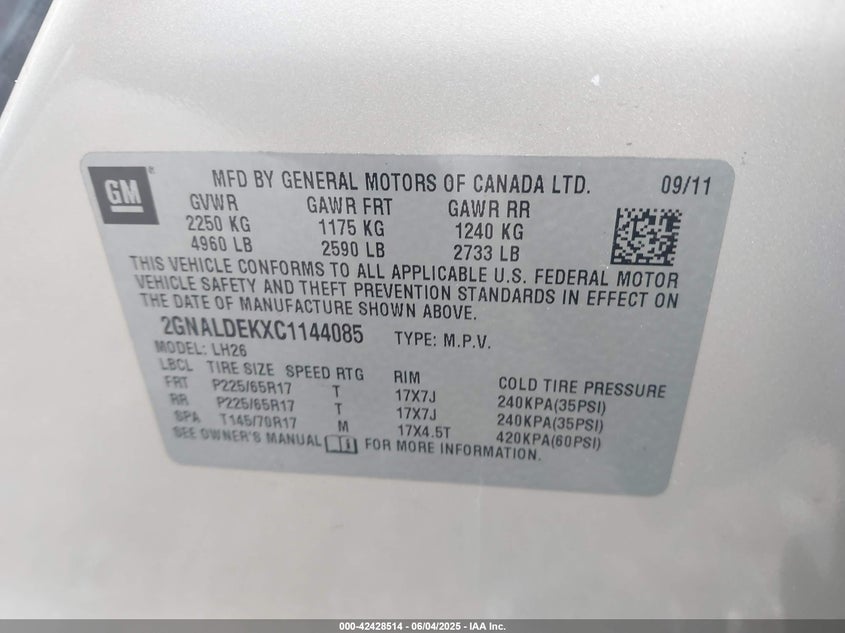 GM ®
MFD BY GENERAL MOTORS OF CANADA LTD. 09/11
GVWR GAWR FRT GAWR RR
2250 KG 1175 KG 1240 KG
4960 LB 2590 LB 2733 LB
THIS VEHICLE CONFORMS TO ALL APPLICABLE U.S. FEDERAL MOTOR
VEHICLE SAFETY AND THEFT PREVENTION STANDARDS IN EFFECT ON
THE DATE OF MANUFACTURE SHOWN ABOVE.
2GNALDEKXC1144085 TYPE: M.P.V.
MODEL: LH26
LBCL TIRE SIZE SPEED RTG RIM COLD TIRE PRESSURE
FRT P225/65R17 T 17X7J 240KPA(35PSI)
RR P225/65R17 T 17X7J 240KPA(35PSI)
SPA T145/70R17 M 17X4.5T 420KPA(60PSI)
SEE OWNER'S MANUAL FOR MORE INFORMATION.
000-42428514 - 06/04/2025 - IAA Inc.